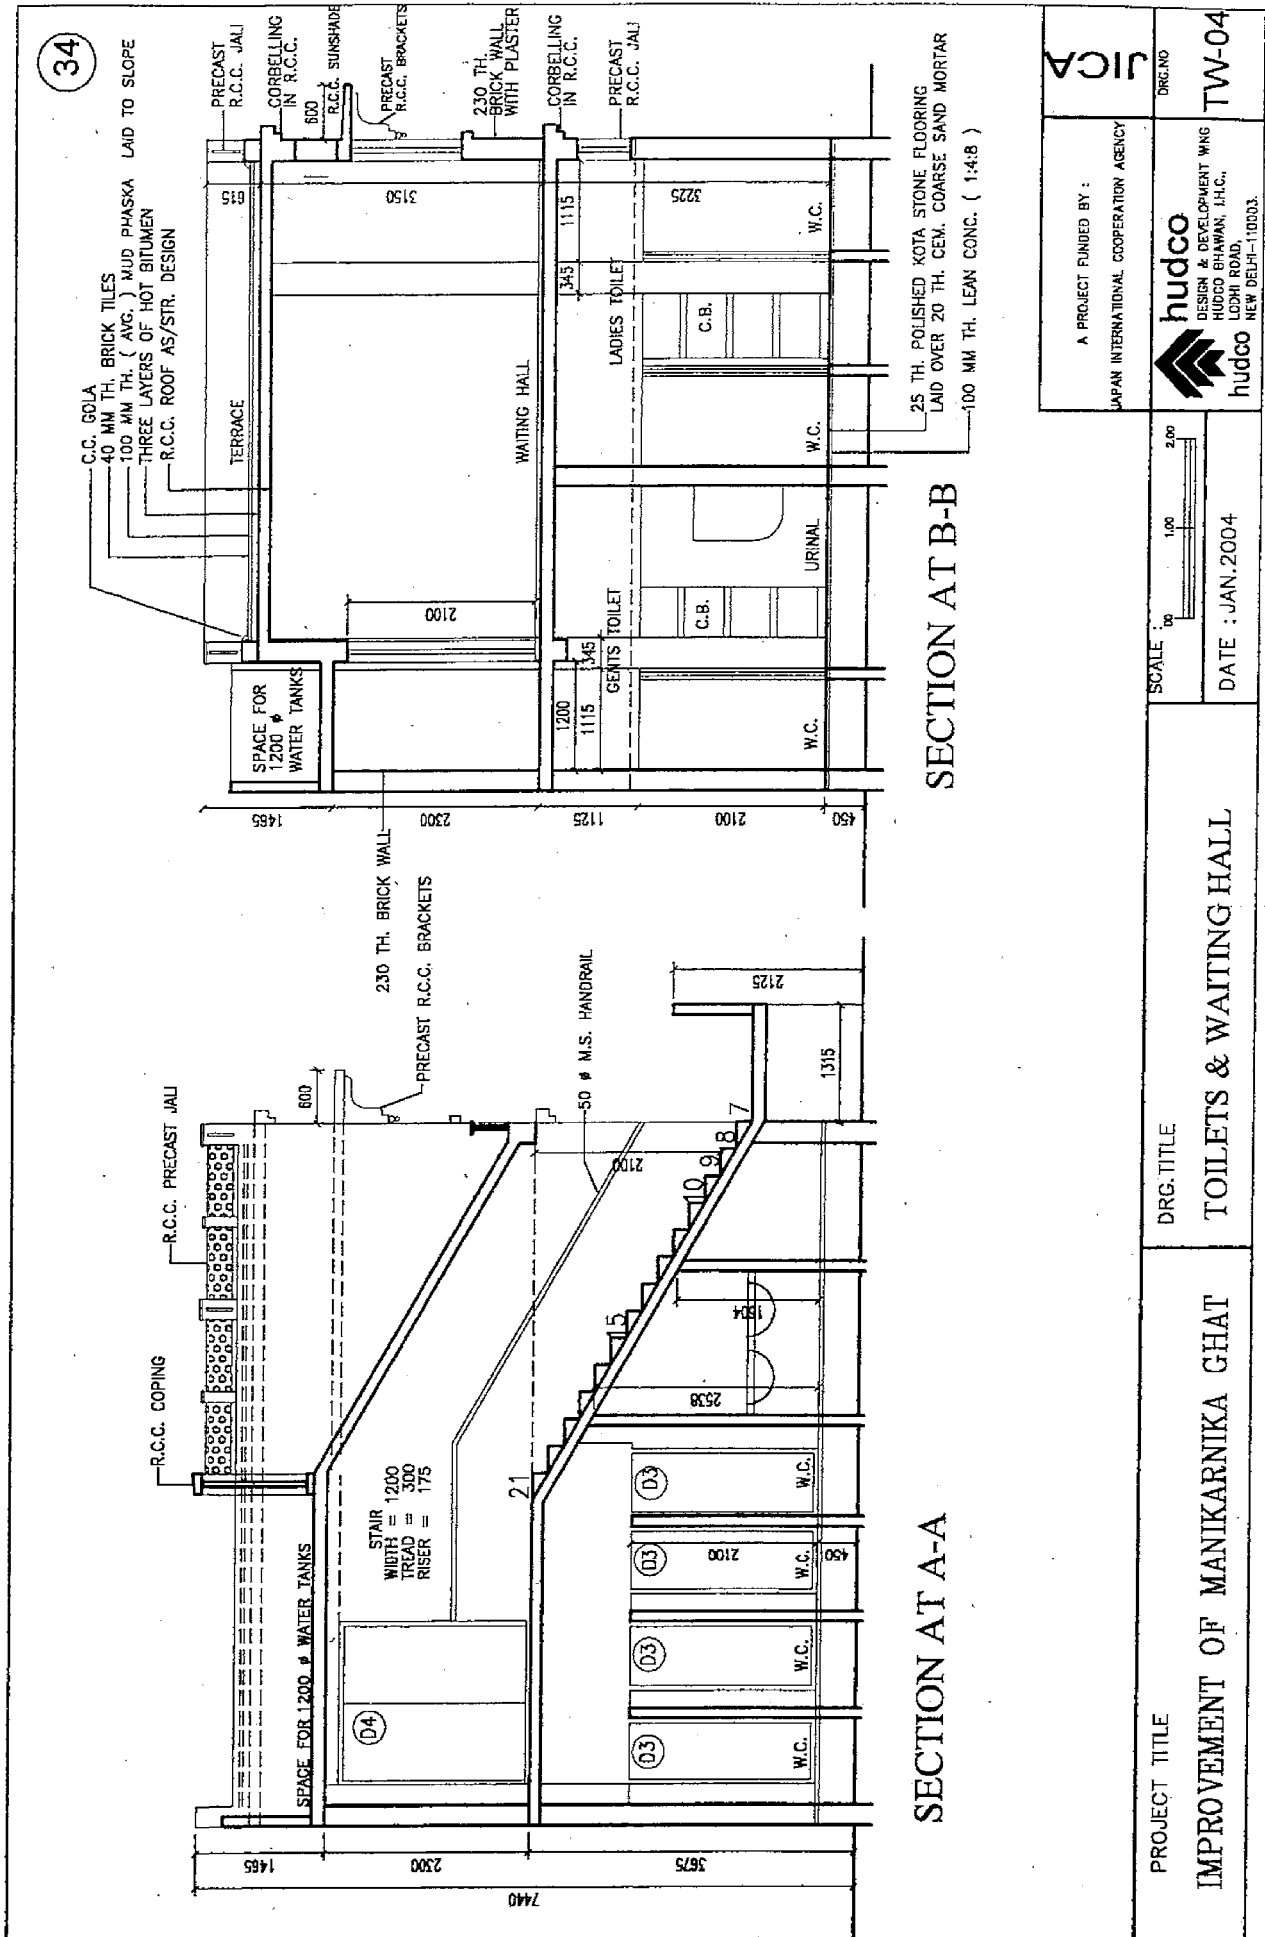 34
C.C. GOLA
40 MM TH. BRICK TILES
100 MM TH. ( AVG. ) MUD PHASKA LAID TO SLOPE
THREE LAYERS OF HOT BITUMEN
R.C.C. ROOF AS/STR. DESIGN
PRECAST
R.C.C. JALI
CORBELLING
IN R.C.C.
600
R.C.C. SUNSHADE
PRECAST
R.C.C. BRACKETS
230 TH.
BRICK WALL
WITH PLASTER
CORBELLING
IN R.C.C.
PRECAST
R.C.C. JALI
TERRACE
615
3150
3225
SPACE FOR
1200 ø
WATER TANKS
2100
WAITING HALL
345
1115
1200
1115
345
GENTS TOILET
LADIES TOILET
C.B.
C.B.
W.C.
URINAL
W.C.
W.C.
1465
2300
1125
2100
450
25 TH. POLISHED KOTA STONE FLOORING
LAID OVER 20 TH. CEM. COARSE SAND MORTAR
100 MM TH. LEAN CONC. ( 1:4:8 )
SECTION AT B-B
230 TH. BRICK WALL
PRECAST R.C.C. BRACKETS
50 ø M.S. HANDRAIL
R.C.C. PRECAST JALI
R.C.C. COPING
600
SPACE FOR 1200 ø WATER TANKS
STAIR
WIDTH = 1200
TREAD = 300
RISER = 175
D4
21
15
10
9
8
7
2100
2125
1315
1604
2538
D3
D3
D3
D3
W.C.
W.C.
W.C.
W.C.
2100
450
1465
2300
3675
7440
SECTION AT A-A
PROJECT TITLE
IMPROVEMENT OF MANIKARNIKA GHAT
DRG.TITLE
TOILETS & WAITING HALL
SCALE :
00 1.00 2.00
DATE : JAN.2004
A PROJECT FUNDED BY :
JAPAN INTERNATIONAL COOPERATION AGENCY
JICA
hudco
hudco
DESIGN & DEVELOPMENT WNG
HUDCO BHAWAN, I.H.C.,
LODHI ROAD,
NEW DELHI-110003.
DRG.NO
TW-04